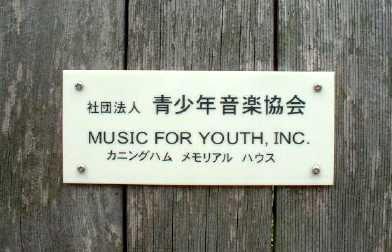 社団法人 青少年音楽協会
MUSIC FOR YOUTH, INC.
カニングハム メモリアル ハウス